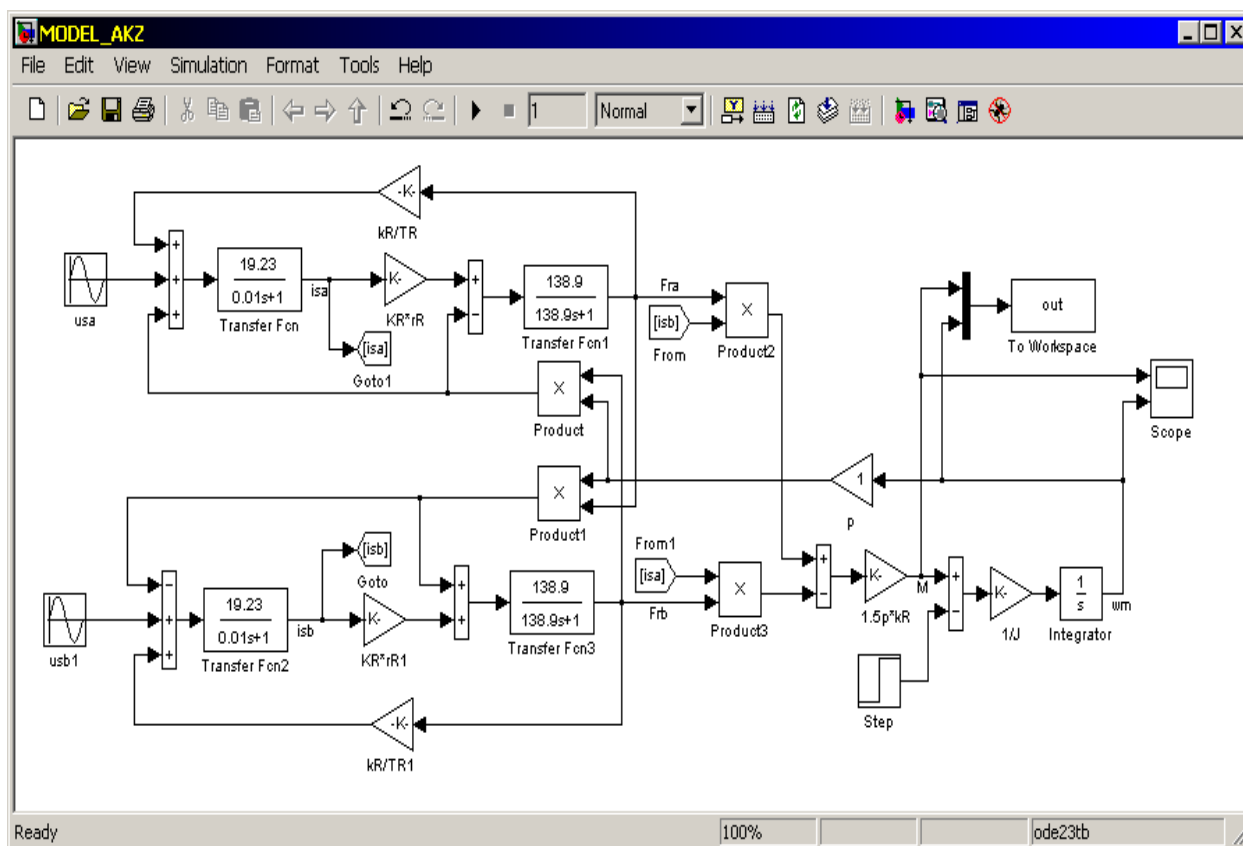 MODEL_AKZ
File Edit View Simulation Format Tools Help
1 Normal
-K-
kR/TR
usa
+
+
+
19.23
0.01s+1
Transfer Fcn
isa
K-
KR*rR
[isa]
Goto1
+
−
138.9
138.9s+1
Transfer Fcn1
Fra
[isb]
From
X
Product2
out
To Workspace
Scope
X
Product
X
Product1
1
p
usb1
−
+
+
19.23
0.01s+1
Transfer Fcn2
isb
[isb]
Goto
K-
KR*rR1
+
+
138.9
138.9s+1
Transfer Fcn3
Frb
From1
[isa]
X
Product3
+
−
K-
1.5p*kR
M
+
−
K-
1/J
1
s
Integrator
wm
Step
-K-
kR/TR1
Ready 100% ode23tb